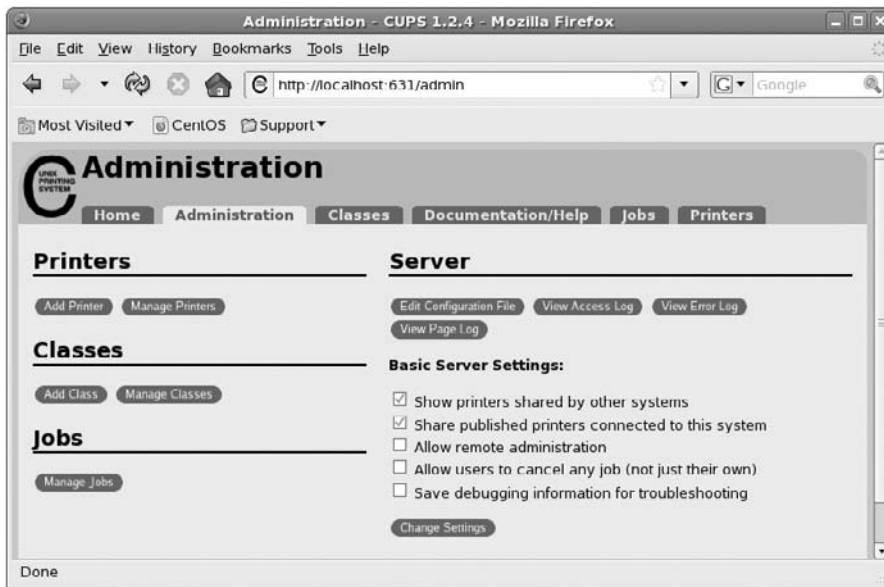 Administration - CUPS 1.2.4 - Mozilla Firefox
File Edit View History Bookmarks Tools Help
http://localhost:631/admin
G Google
Most Visited CentOS Support
UNIX PRINTING SYSTEM
Administration
Home Administration Classes Documentation/Help Jobs Printers
Printers
Add Printer Manage Printers
Classes
Add Class Manage Classes
Jobs
Manage Jobs
Server
Edit Configuration File View Access Log View Error Log
View Page Log
Basic Server Settings:
Show printers shared by other systems
Share published printers connected to this system
Allow remote administration
Allow users to cancel any job (not just their own)
Save debugging information for troubleshooting
Change Settings
Done